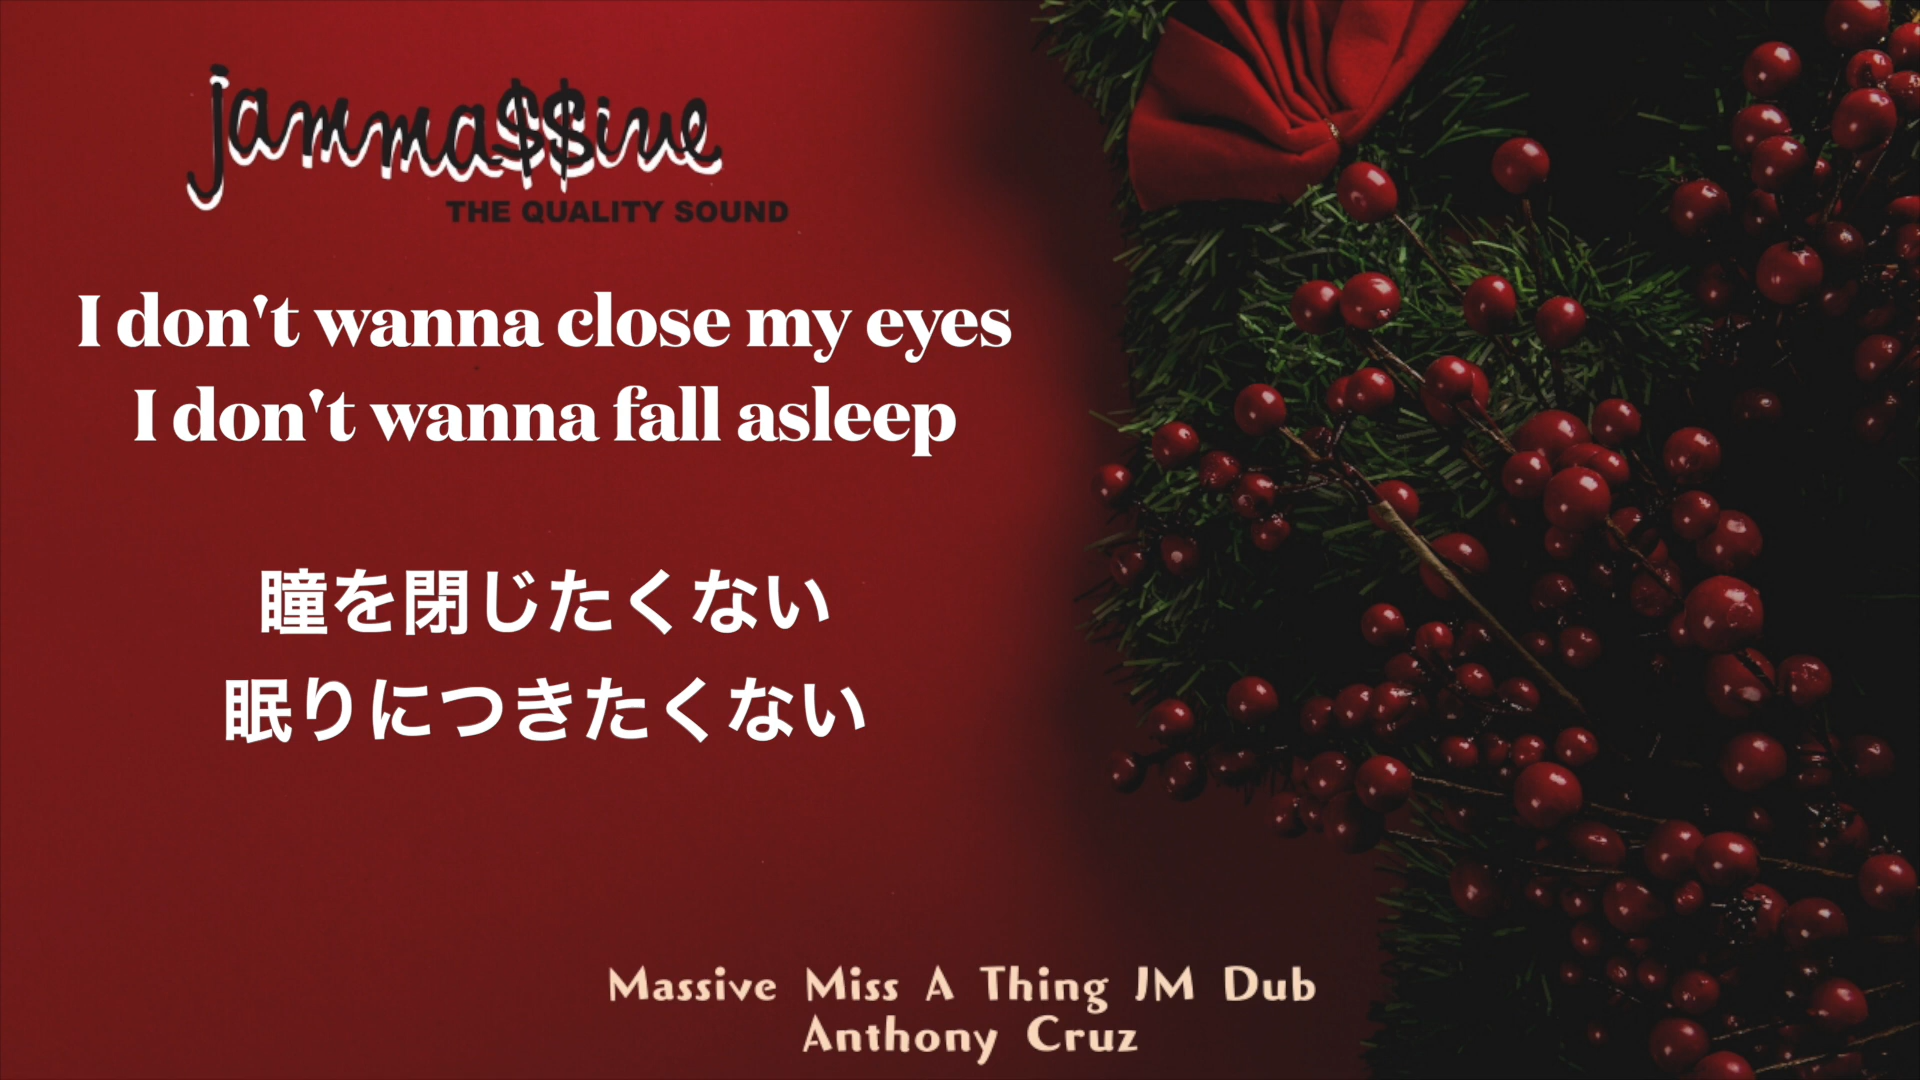 jamma$$ive
THE QUALITY SOUND
I don't wanna close my eyes
I don't wanna fall asleep
瞳を閉じたくない
眠りにつきたくない
Massive Miss A Thing JM Dub
Anthony Cruz